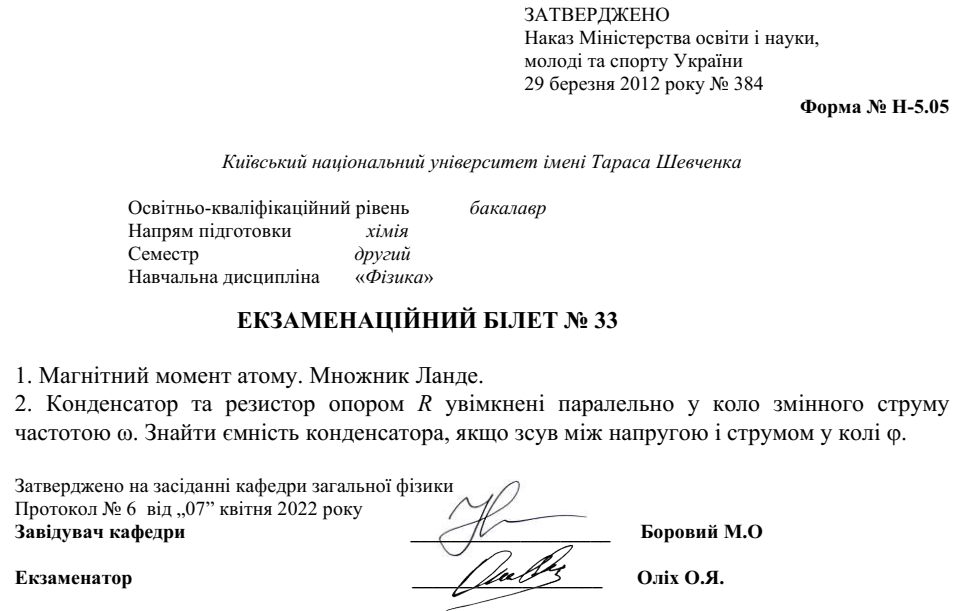 ЗАТВЕРДЖЕНО
Наказ Міністерства освіти і науки,
молоді та спорту України
29 березня 2012 року № 384
Форма № Н-5.05
Київський національний університет імені Тараса Шевченка
Освітньо-кваліфікаційний рівень бакалавр
Напрям підготовки хімія
Семестр другий
Навчальна дисципліна «Фізика»
ЕКЗАМЕНАЦІЙНИЙ БІЛЕТ № 33
1. Магнітний момент атому. Множник Ланде.
2. Конденсатор та резистор опором R увімкнені паралельно у коло змінного струму
частотою ω. Знайти ємність конденсатора, якщо зсув між напругою і струмом у колі φ.
Затверджено на засіданні кафедри загальної фізики
Протокол № 6 від „07” квітня 2022 року
Завідувач кафедри Боровий М.О
Екзаменатор Оліх О.Я.